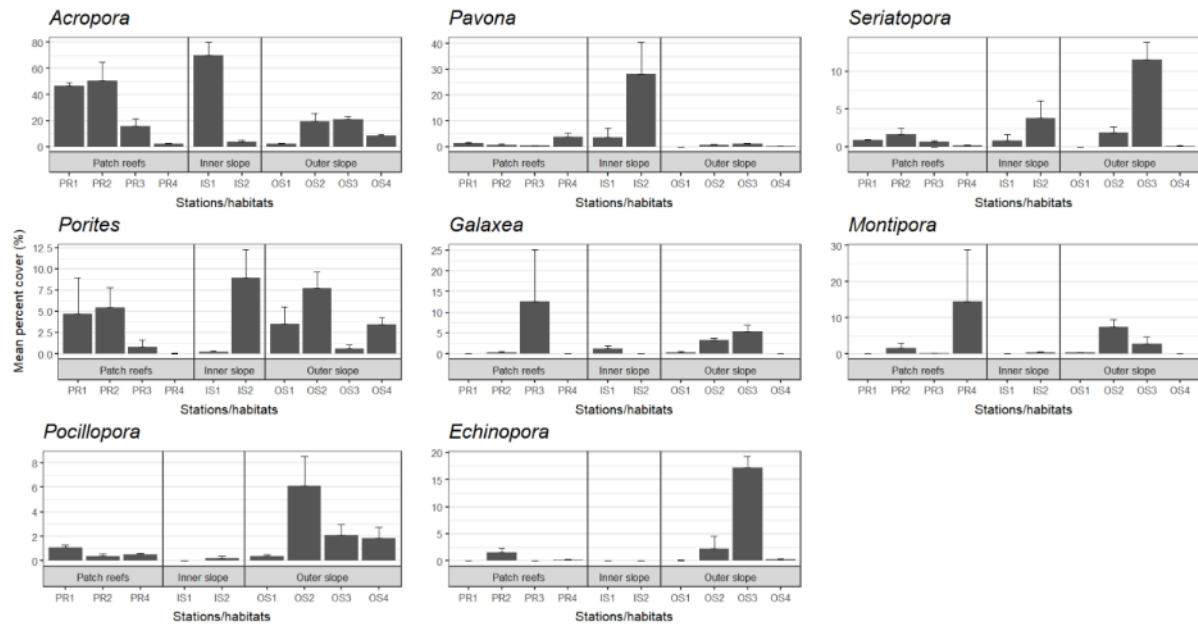 Acropora Pavona Seriatopora
80 40
60 30 10
40 20 5
20 10
0 0 0
Patch reefs Inner slope Outer slope Patch reefs Inner slope Outer slope Patch reefs Inner slope Outer slope
PR1 PR2 PR3 PR4 IS1 IS2 OS1 OS2 OS3 OS4 PR1 PR2 PR3 PR4 IS1 IS2 OS1 OS2 OS3 OS4 PR1 PR2 PR3 PR4 IS1 IS2 OS1 OS2 OS3 OS4
Stations/habitats Stations/habitats Stations/habitats
Porites Galaxea Montipora
Mean percent cover (%)
12.5 25 30
10.0 20
7.5 15 20
5.0 10 10
2.5 5
0.0 0 0
Patch reefs Inner slope Outer slope Patch reefs Inner slope Outer slope Patch reefs Inner slope Outer slope
PR1 PR2 PR3 PR4 IS1 IS2 OS1 OS2 OS3 OS4 PR1 PR2 PR3 PR4 IS1 IS2 OS1 OS2 OS3 OS4 PR1 PR2 PR3 PR4 IS1 IS2 OS1 OS2 OS3 OS4
Stations/habitats Stations/habitats Stations/habitats
Pocillopora Echinopora
8 20
6 15
4 10
2 5
0 0
Patch reefs Inner slope Outer slope Patch reefs Inner slope Outer slope
PR1 PR2 PR4 IS1 IS2 OS1 OS2 OS3 OS4 PR1 PR2 PR3 PR4 IS1 IS2 OS1 OS2 OS3 OS4
Stations/habitats Stations/habitats